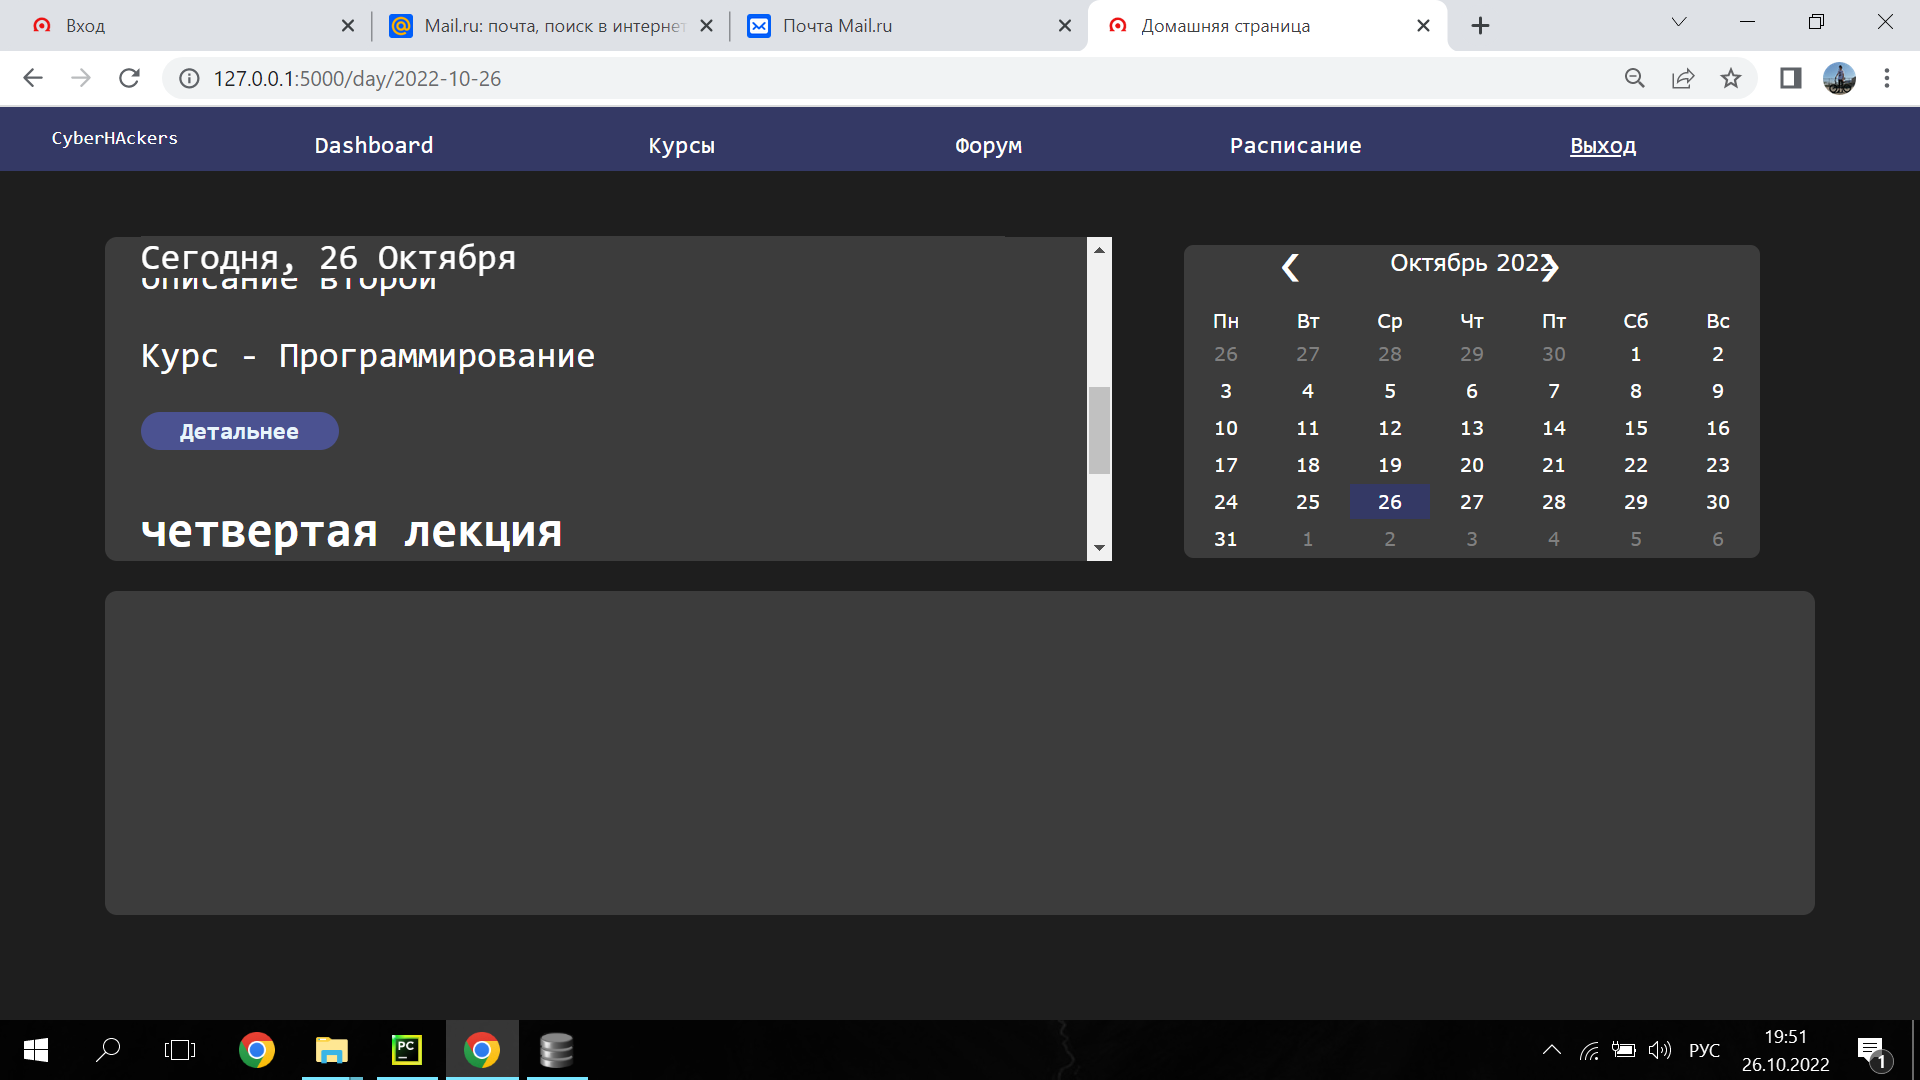 Вход
Mail.ru: почта, поиск в интернет
Почта Mail.ru
Домашняя страница
127.0.0.1:5000/day/2022-10-26
CyberHAckers
Dashboard
Курсы
Форум
Расписание
Выход
Сегодня, 26 Октября
описание второй
Курс - Программирование
Детальнее
четвертая лекция
❮ Октябрь 2022 ❯
Пн Вт Ср Чт Пт Сб Вс
26 27 28 29 30 1 2
3 4 5 6 7 8 9
10 11 12 13 14 15 16
17 18 19 20 21 22 23
24 25 26 27 28 29 30
31 1 2 3 4 5 6
PC
РУС
19:51
26.10.2022
1